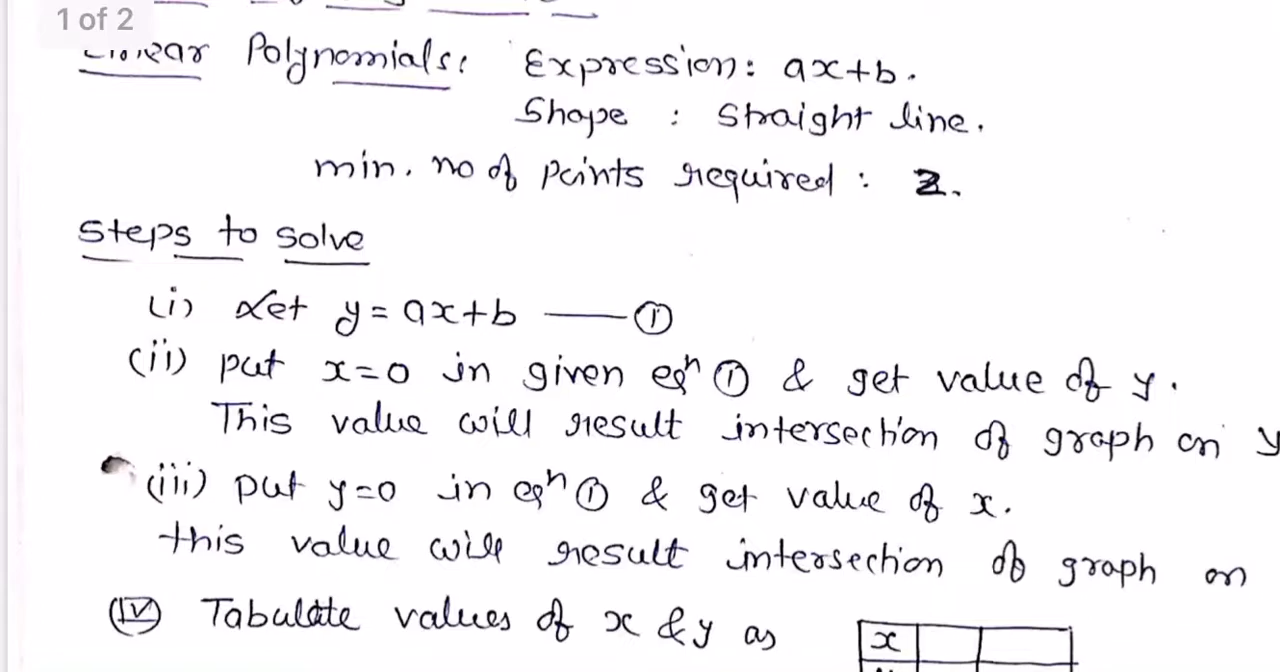 1 of 2
Linear Polynomials: Expression: ax+b.
Shape : Straight line.
min. no of points required : 2.
Steps to solve
(i) Let y = ax+b —— ①
(ii) put x=0 in given eqⁿ ① & get value of y.
This value will result intersection of graph on y
(iii) put y=0 in eqⁿ ① & get value of x.
this value will result intersection of graph on
(IV) Tabulate values of x & y as
x